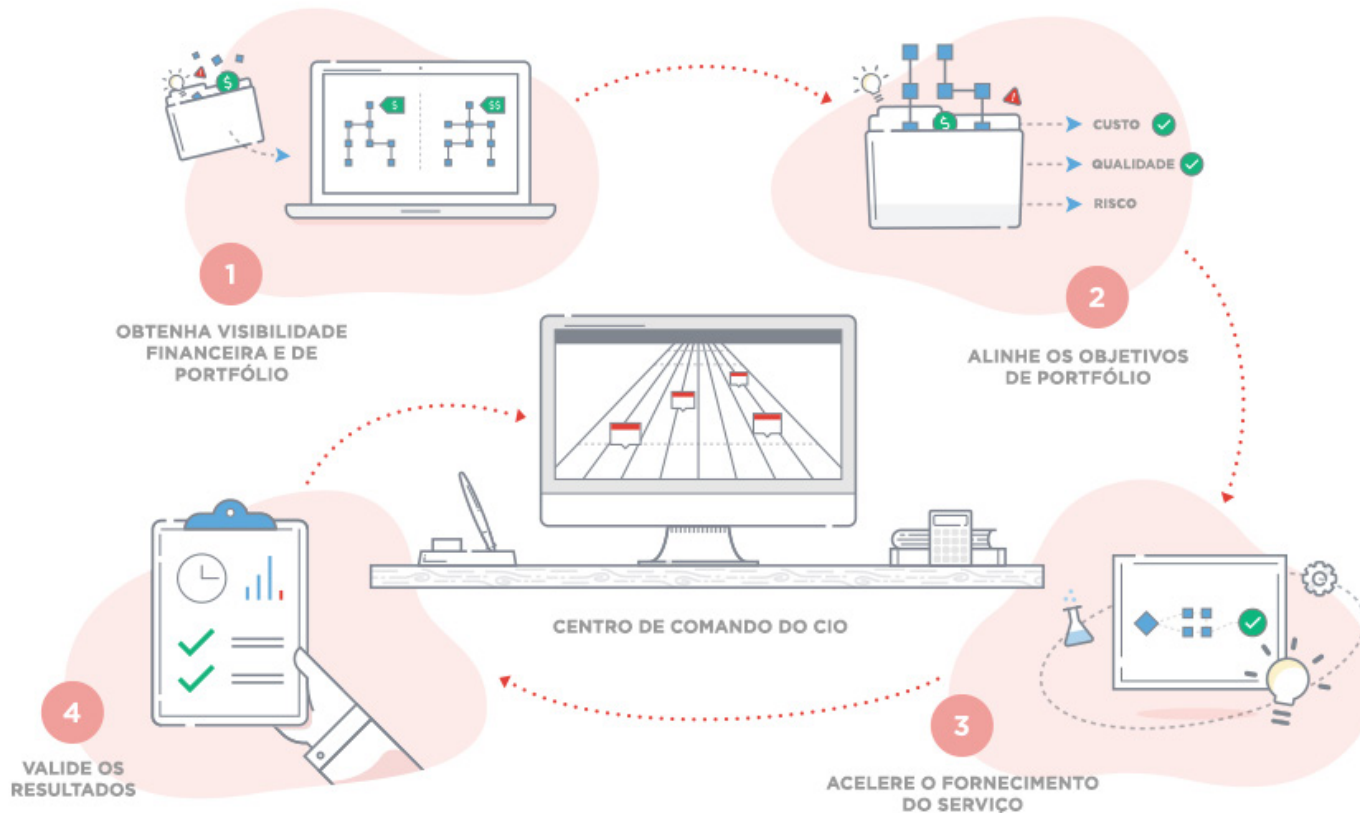 $
$
$$
1
OBTENHA VISIBILIDADE
FINANCEIRA E DE
PORTFÓLIO
$
CUSTO
QUALIDADE
RISCO
2
ALINHE OS OBJETIVOS
DE PORTFÓLIO
CENTRO DE COMANDO DO CIO
3
ACELERE O FORNECIMENTO
DO SERVIÇO
4
VALIDE OS
RESULTADOS